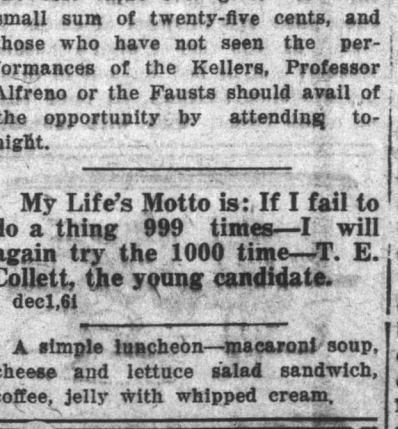 small sum of twenty-five cents, and
those who have not seen the per-
formances of the Kellers, Professor
Alfreno or the Fausts should avail of
the opportunity by attending to-
night.
My Life's Motto is: If I fail to
do a thing 999 times—I will
again try the 1000 time—T. E.
Collett, the young candidate.
dec1,6i
A simple luncheon—macaroni soup,
cheese and lettuce salad sandwich,
coffee, jelly with whipped cream.